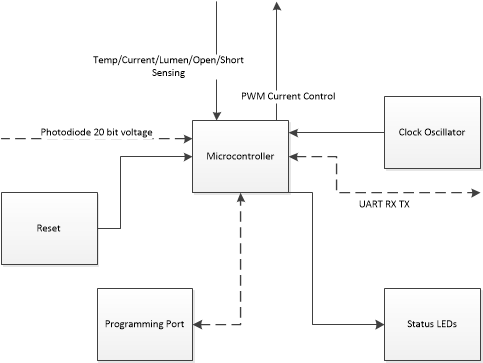 Temp/Current/Lumen/Open/Short
Sensing
PWM Current Control
Photodiode 20 bit voltage
Clock Oscillator
Microcontroller
UART RX TX
Reset
Programming Port
Status LEDs